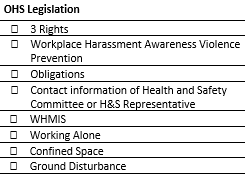 OHS Legislation
☐ 3 Rights
☐ Workplace Harassment Awareness Violence
Prevention
☐ Obligations
☐ Contact information of Health and Safety
Committee or H&S Representative
☐ WHMIS
☐ Working Alone
☐ Confined Space
☐ Ground Disturbance